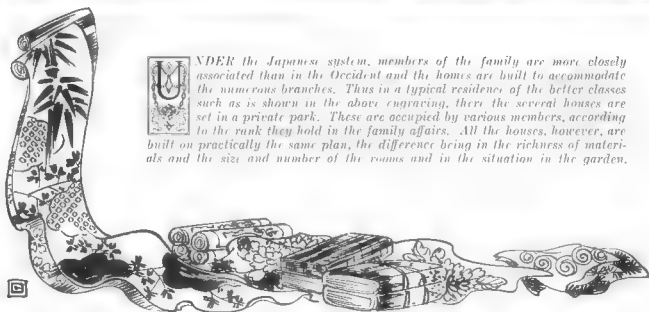 UNDER the Japanese system, members of the family are more closely
associated than in the Occident and the homes are built to accommodate
the numerous branches. Thus in a typical residence of the better classes
such as is shown in the above engraving, there the several houses are
set in a private park. These are occupied by various members, according
to the rank they hold in the family affairs. All the houses, however, are
built on practically the same plan, the difference being in the richness of materi-
als and the size and number of the rooms and in the situation in the garden.